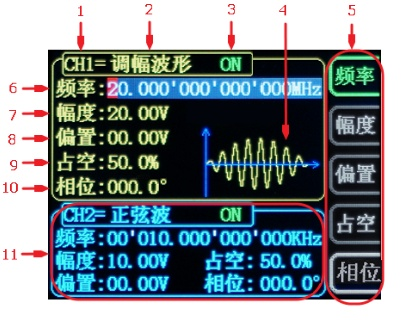 1 2 3 4 5
CH1= 调幅波形 ON
6 频率:20.000'000'000'000MHz
7 幅度:20.00V
8 偏置:00.00V
9 占空:50.0%
10 相位:000.0°
CH2= 正弦波 ON
11 频率:00'010.000'000'000KHz
幅度:10.00V 占空:50.0%
偏置:00.00V 相位:000.0°
频率
幅度
偏置
占空
相位